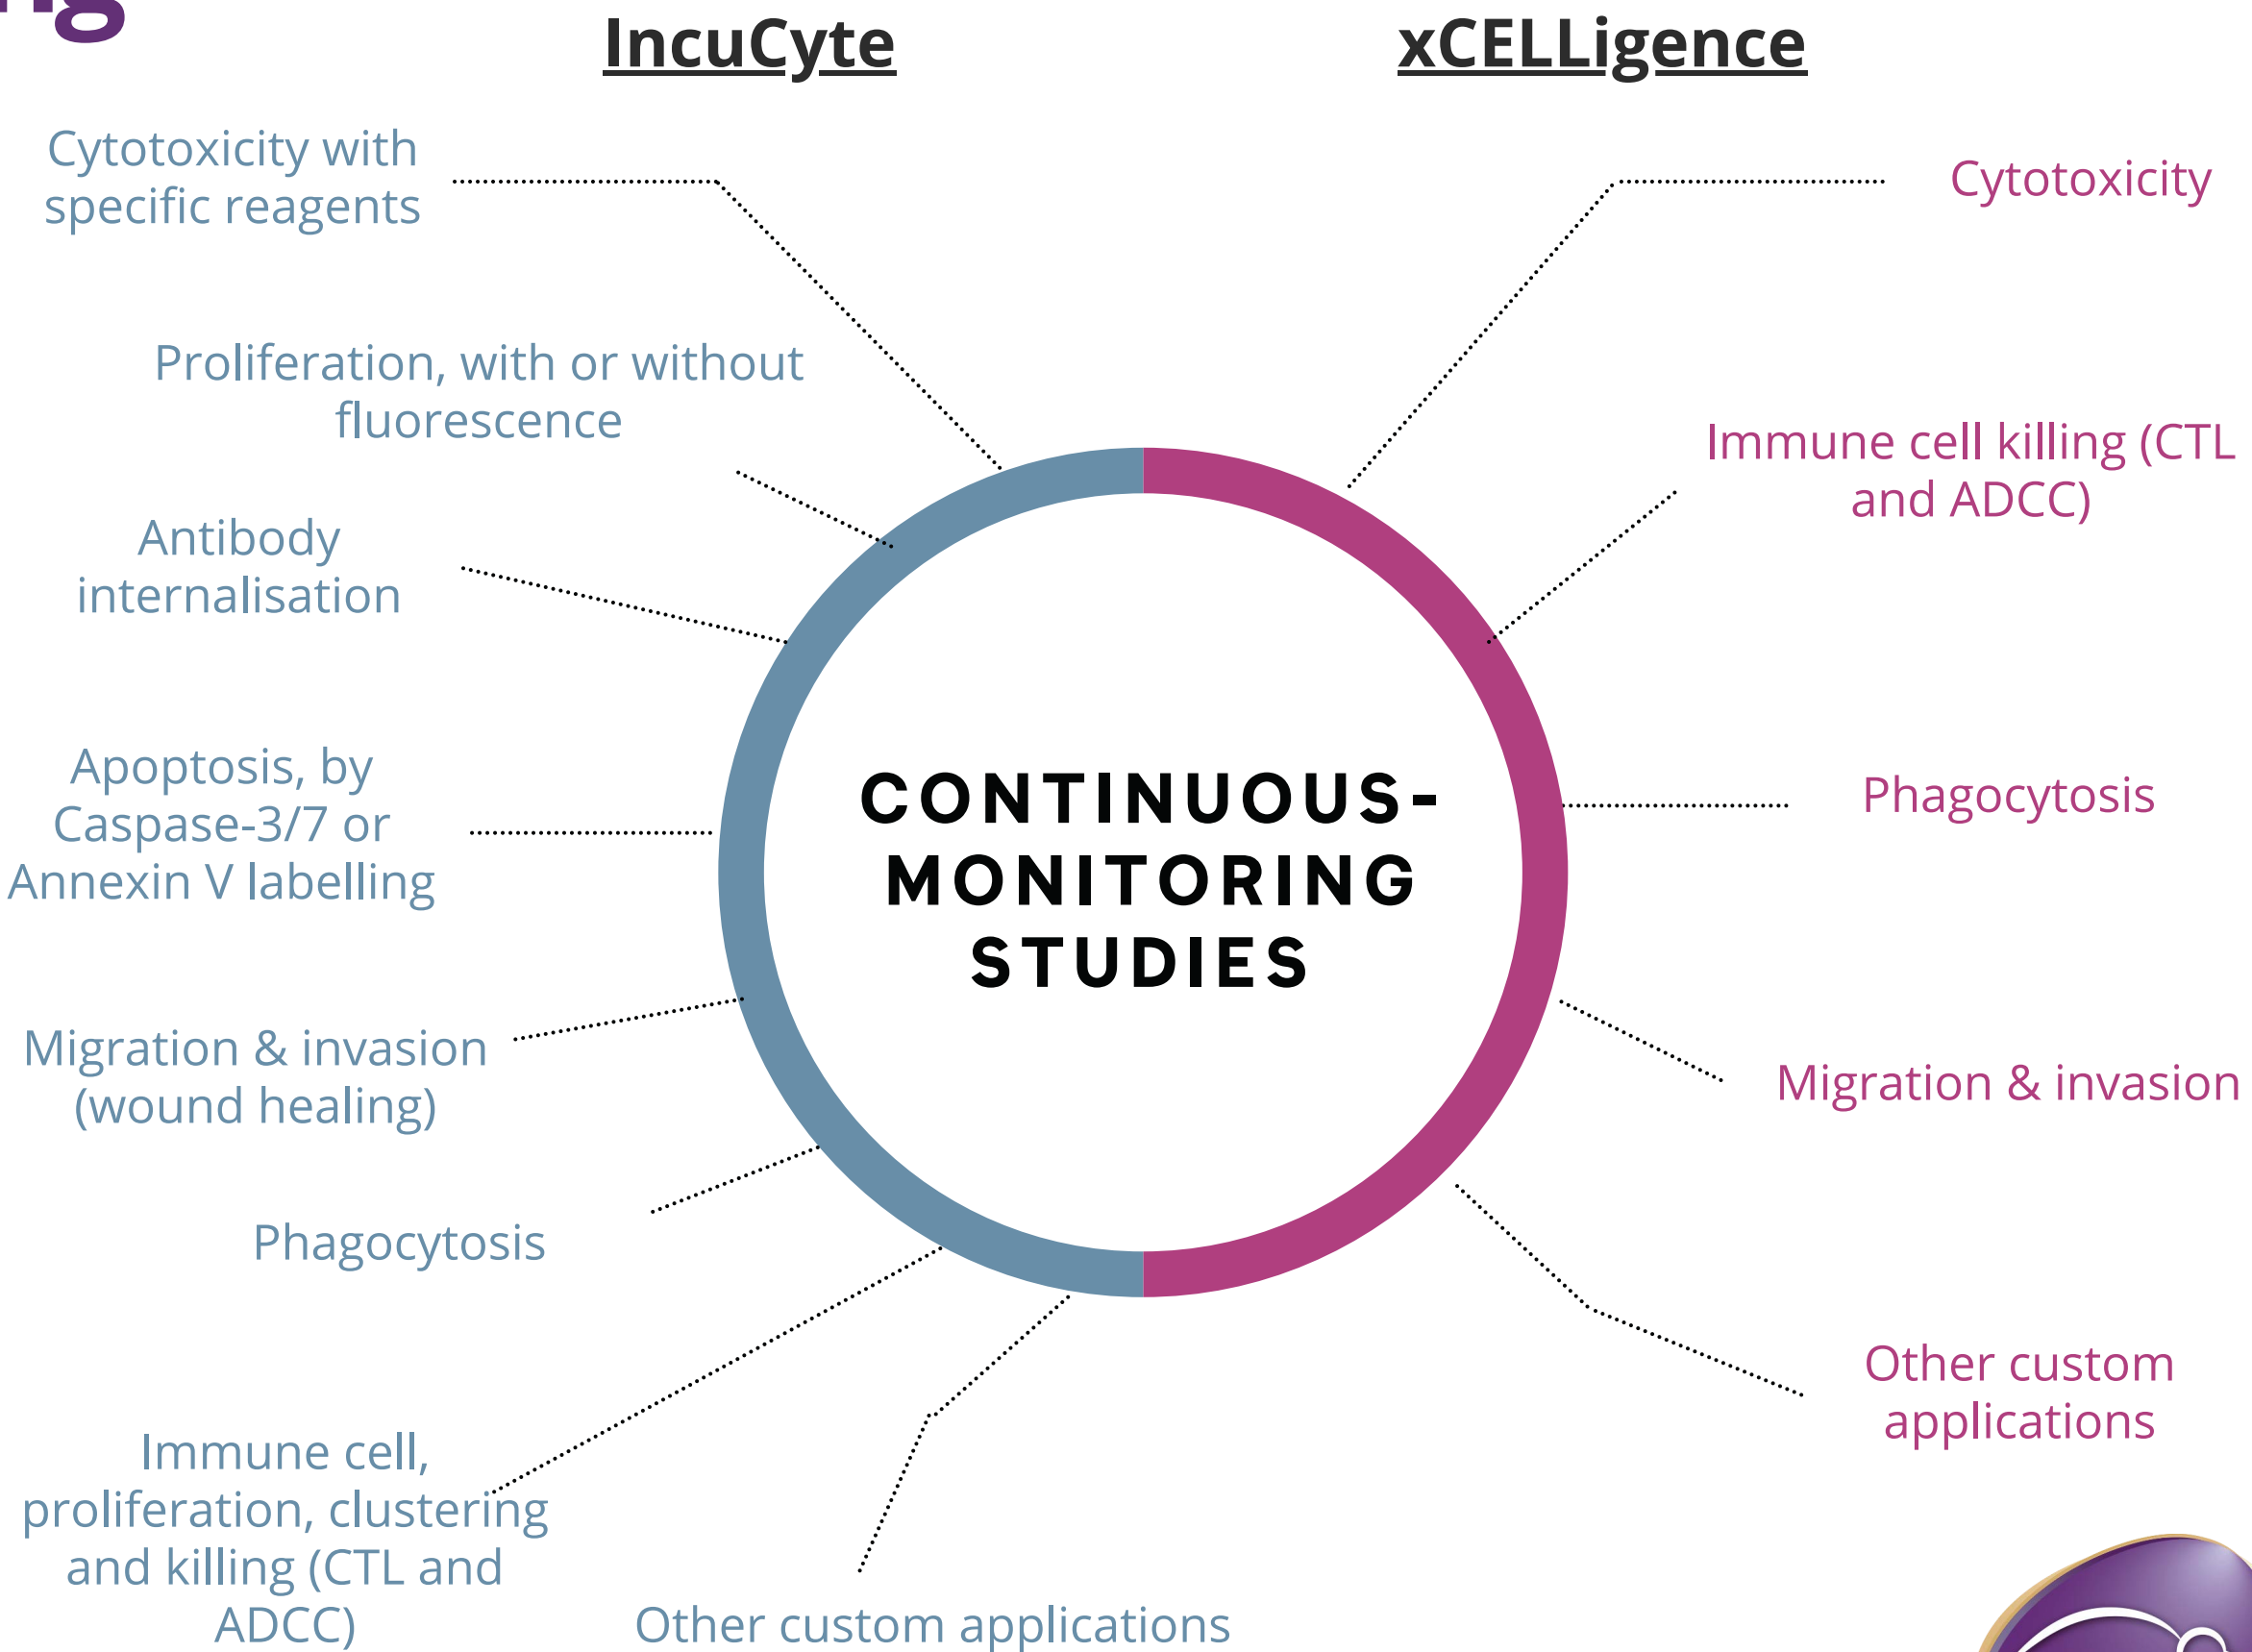 IncuCyte
xCELLigence
Cytotoxicity with
specific reagents
Proliferation, with or without
fluorescence
Antibody
internalisation
Apoptosis, by
Caspase-3/7 or
Annexin V labelling
Migration & invasion
(wound healing)
Phagocytosis
Immune cell,
proliferation, clustering
and killing (CTL and
ADCC)
Other custom applications
CONTINUOUS-
MONITORING
STUDIES
Cytotoxicity
Immune cell killing (CTL
and ADCC)
Phagocytosis
Migration & invasion
Other custom
applications